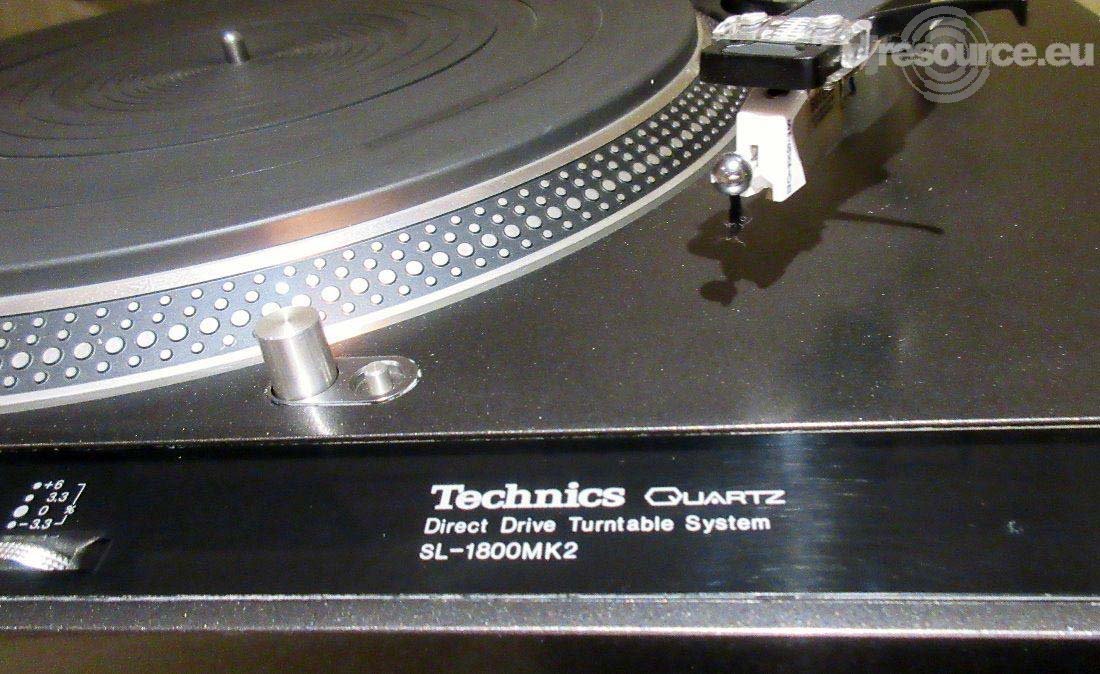 resource.eu
+6
3.3
0 %
-3.3
Technics QUARTZ
Direct Drive Turntable System
SL-1800MK2